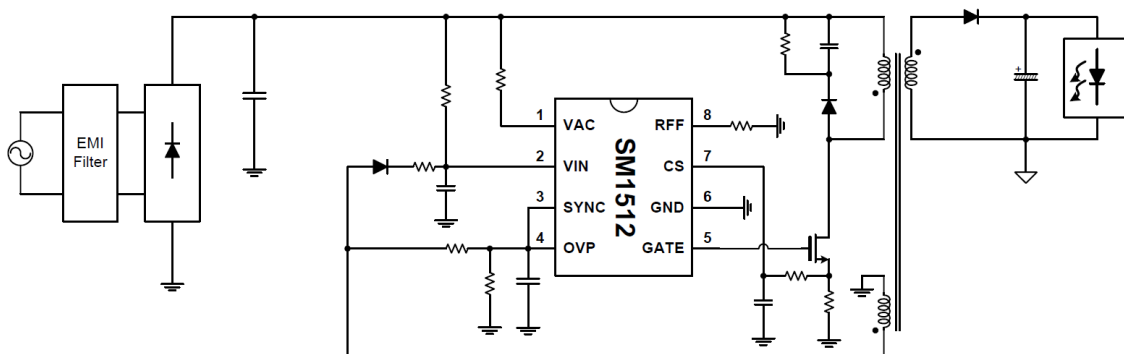 EMI
Filter
1
VAC
2
VIN
3
SYNC
4
OVP
SM1512
8
RFF
7
CS
6
GND
5
GATE
+